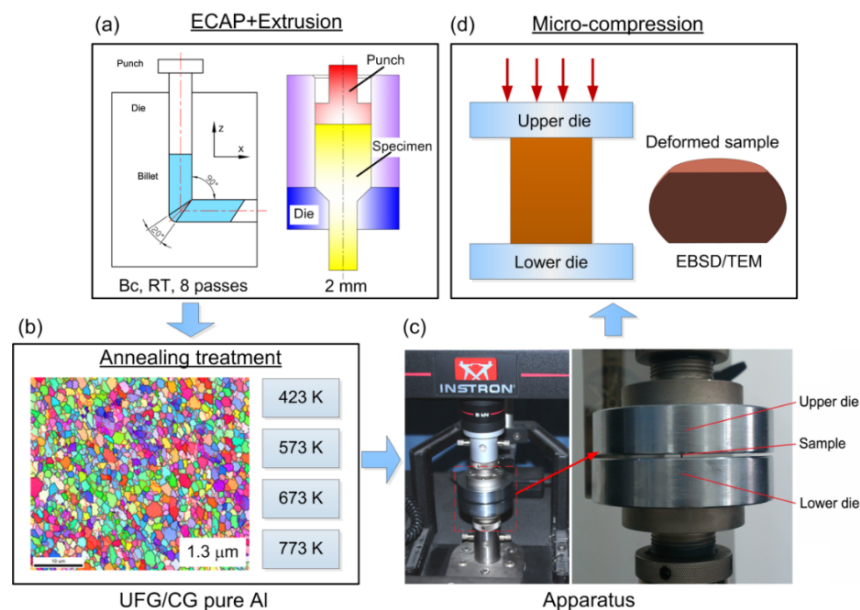 (a)
ECAP+Extrusion
Punch
Die
Billet
z
x
90°
20°
Bc, RT, 8 passes
Punch
Specimen
Die
2 mm
(d)
Micro-compression
Upper die
Lower die
Deformed sample
EBSD/TEM
(b)
Annealing treatment
1.3 μm
423 K
573 K
673 K
773 K
UFG/CG pure Al
(c)
INSTRON
Upper die
Sample
Lower die
Apparatus